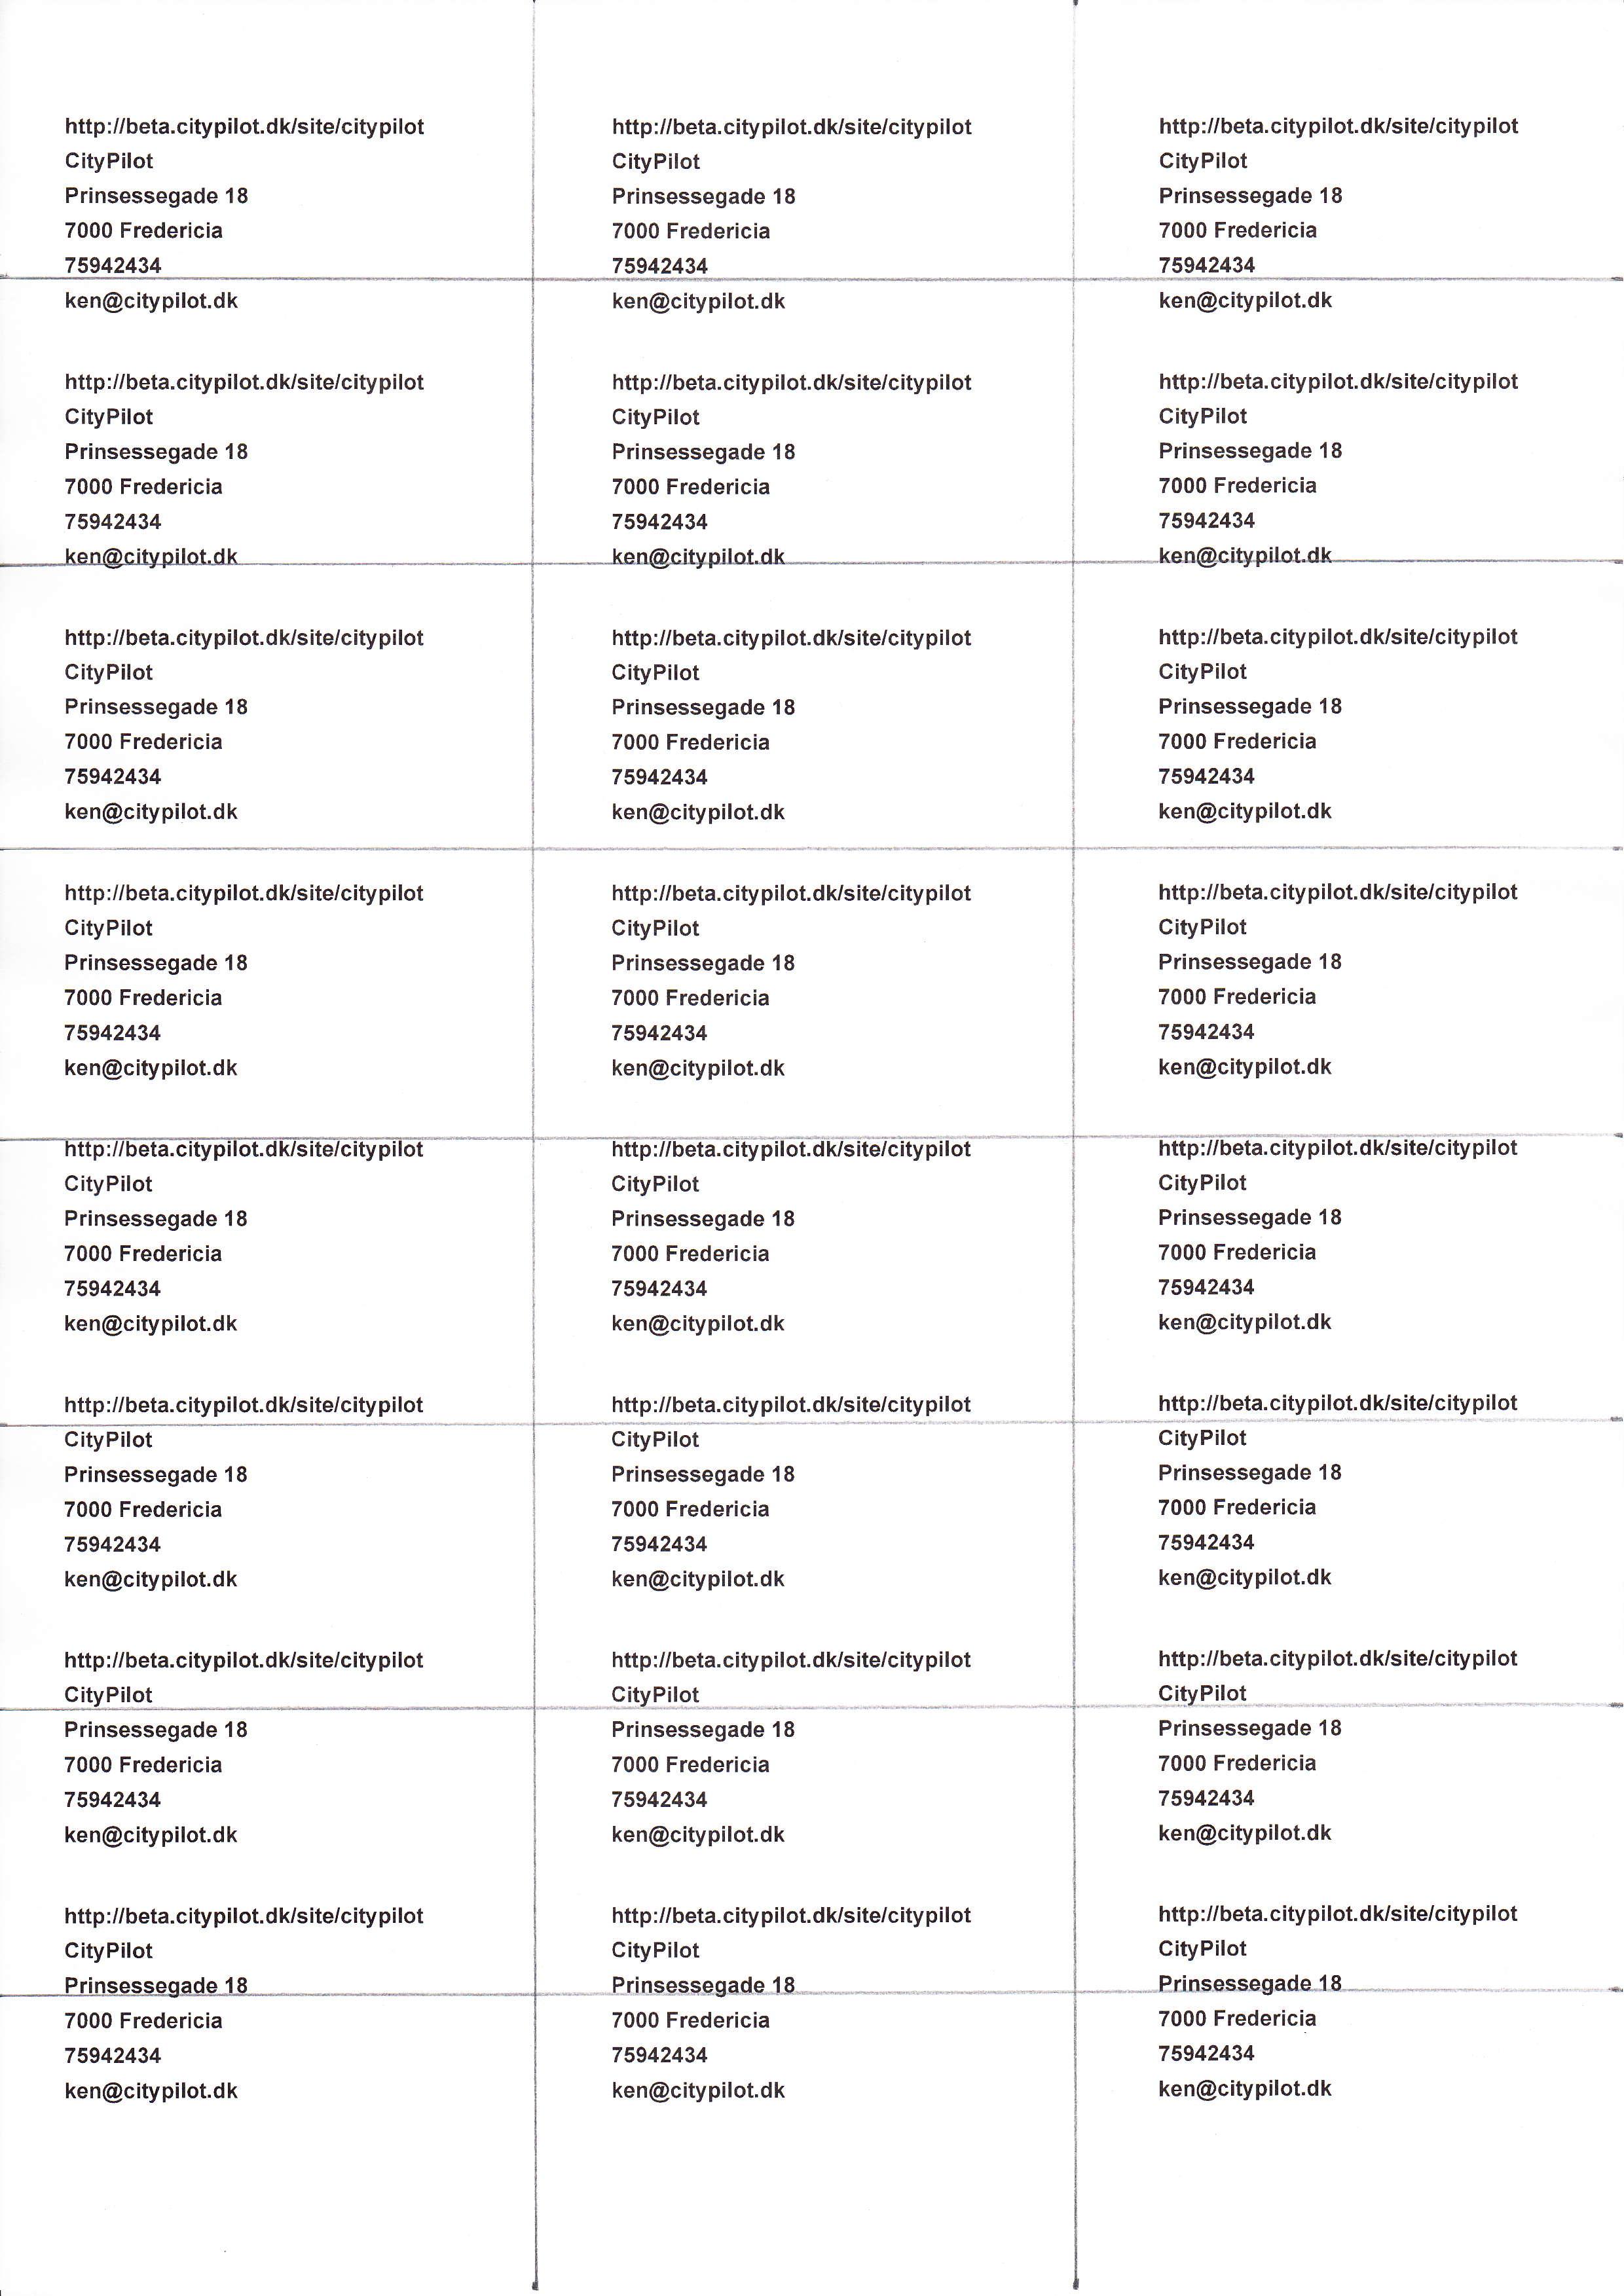 http://beta.citypilot.dk/site/citypilot
CityPilot
Prinsessegade 18
7000 Fredericia
75942434
ken@citypilot.dk
http://beta.citypilot.dk/site/citypilot
CityPilot
Prinsessegade 18
7000 Fredericia
75942434
ken@citypilot.dk
http://beta.citypilot.dk/site/citypilot
CityPilot
Prinsessegade 18
7000 Fredericia
75942434
ken@citypilot.dk
http://beta.citypilot.dk/site/citypilot
CityPilot
Prinsessegade 18
7000 Fredericia
75942434
ken@citypilot.dk
http://beta.citypilot.dk/site/citypilot
CityPilot
Prinsessegade 18
7000 Fredericia
75942434
ken@citypilot.dk
http://beta.citypilot.dk/site/citypilot
CityPilot
Prinsessegade 18
7000 Fredericia
75942434
ken@citypilot.dk
http://beta.citypilot.dk/site/citypilot
CityPilot
Prinsessegade 18
7000 Fredericia
75942434
ken@citypilot.dk
http://beta.citypilot.dk/site/citypilot
CityPilot
Prinsessegade 18
7000 Fredericia
75942434
ken@citypilot.dk
http://beta.citypilot.dk/site/citypilot
CityPilot
Prinsessegade 18
7000 Fredericia
75942434
ken@citypilot.dk
http://beta.citypilot.dk/site/citypilot
CityPilot
Prinsessegade 18
7000 Fredericia
75942434
ken@citypilot.dk
http://beta.citypilot.dk/site/citypilot
CityPilot
Prinsessegade 18
7000 Fredericia
75942434
ken@citypilot.dk
http://beta.citypilot.dk/site/citypilot
CityPilot
Prinsessegade 18
7000 Fredericia
75942434
ken@citypilot.dk
http://beta.citypilot.dk/site/citypilot
CityPilot
Prinsessegade 18
7000 Fredericia
75942434
ken@citypilot.dk
http://beta.citypilot.dk/site/citypilot
CityPilot
Prinsessegade 18
7000 Fredericia
75942434
ken@citypilot.dk
http://beta.citypilot.dk/site/citypilot
CityPilot
Prinsessegade 18
7000 Fredericia
75942434
ken@citypilot.dk
http://beta.citypilot.dk/site/citypilot
CityPilot
Prinsessegade 18
7000 Fredericia
75942434
ken@citypilot.dk
http://beta.citypilot.dk/site/citypilot
CityPilot
Prinsessegade 18
7000 Fredericia
75942434
ken@citypilot.dk
http://beta.citypilot.dk/site/citypilot
CityPilot
Prinsessegade 18
7000 Fredericia
75942434
ken@citypilot.dk
http://beta.citypilot.dk/site/citypilot
CityPilot
Prinsessegade 18
7000 Fredericia
75942434
ken@citypilot.dk
http://beta.citypilot.dk/site/citypilot
CityPilot
Prinsessegade 18
7000 Fredericia
75942434
ken@citypilot.dk
http://beta.citypilot.dk/site/citypilot
CityPilot
Prinsessegade 18
7000 Fredericia
75942434
ken@citypilot.dk
http://beta.citypilot.dk/site/citypilot
CityPilot
Prinsessegade 18
7000 Fredericia
75942434
ken@citypilot.dk
http://beta.citypilot.dk/site/citypilot
CityPilot
Prinsessegade 18
7000 Fredericia
75942434
ken@citypilot.dk
http://beta.citypilot.dk/site/citypilot
CityPilot
Prinsessegade 18
7000 Fredericia
75942434
ken@citypilot.dk